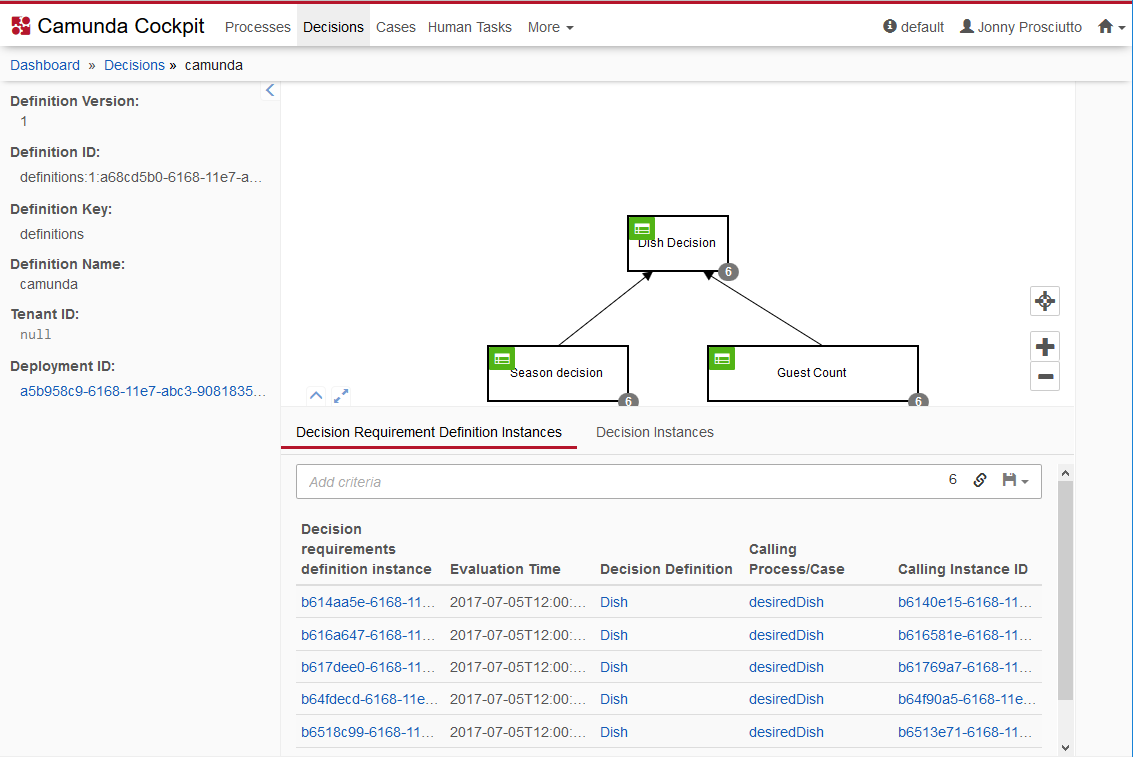 Camunda Cockpit Processes Decisions Cases Human Tasks More default Jonny Prosciutto
Dashboard » Decisions » camunda
Definition Version:
1
Definition ID:
definitions:1:a68cd5b0-6168-11e7-a...
Definition Key:
definitions
Definition Name:
camunda
Tenant ID:
null
Deployment ID:
a5b958c9-6168-11e7-abc3-9081835...
Dish Decision
6
Season decision
6
Guest Count
6
Decision Requirement Definition Instances Decision Instances
Add criteria 6
Decision
requirements
definition instance Evaluation Time Decision Definition Calling
Process/Case Calling Instance ID
b614aa5e-6168-11... 2017-07-05T12:00:... Dish desiredDish b6140e15-6168-11...
b616a647-6168-11... 2017-07-05T12:00:... Dish desiredDish b616581e-6168-11...
b617dee0-6168-11... 2017-07-05T12:00:... Dish desiredDish b61769a7-6168-11...
b64fdecd-6168-11e... 2017-07-05T12:00:... Dish desiredDish b64f90a5-6168-11e...
b6518c99-6168-11... 2017-07-05T12:00:... Dish desiredDish b6513e71-6168-11...